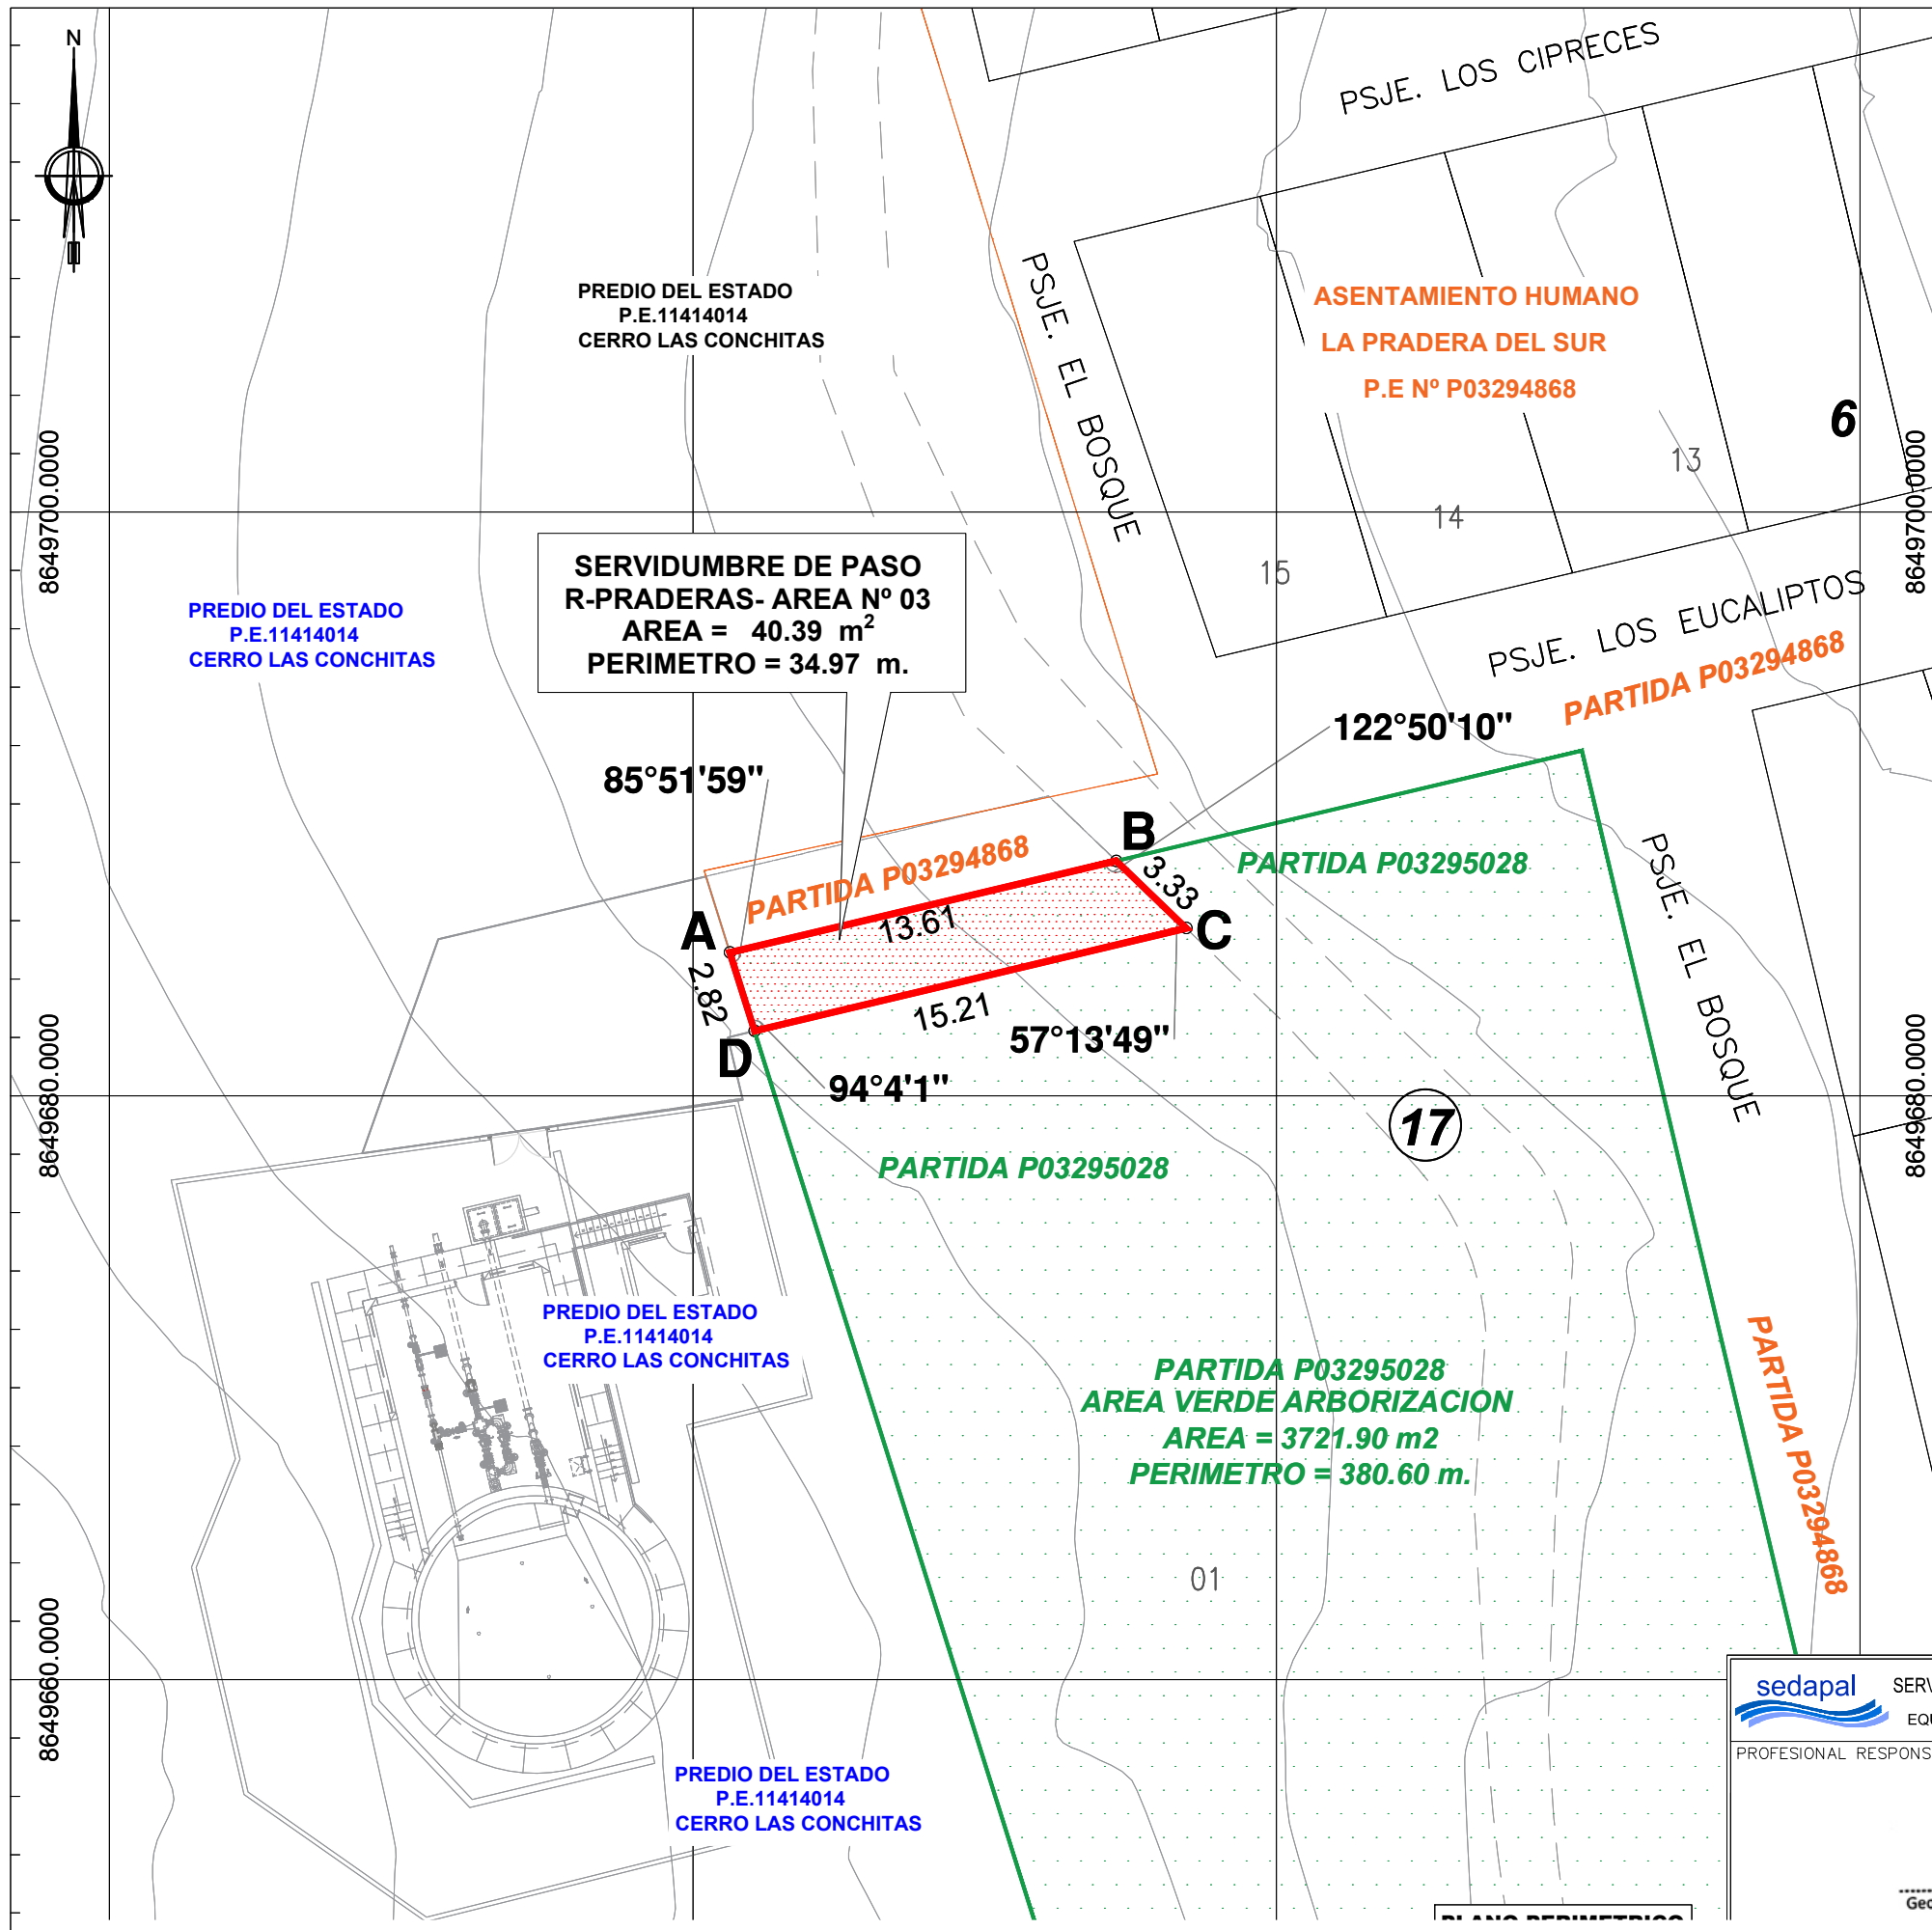 N
PSJE. LOS CIPRECES
PREDIO DEL ESTADO
P.E.11414014
CERRO LAS CONCHITAS
PSJE. EL BOSQUE
ASENTAMIENTO HUMANO
LA PRADERA DEL SUR
P.E Nº P03294868
6
13
14
15
8649700.0000
8649700.0000
SERVIDUMBRE DE PASO
R-PRADERAS- AREA Nº 03
AREA = 40.39 m2
PERIMETRO = 34.97 m.
PREDIO DEL ESTADO
P.E.11414014
CERRO LAS CONCHITAS
PSJE. LOS EUCALIPTOS
PARTIDA P03294868
122°50'10"
85°51'59"
B
3.33
PARTIDA P03295028
PARTIDA P03294868
13.61
A
C
2.82
15.21
57°13'49"
D
94°4'1"
PSJE. EL BOSQUE
8649680.0000
8649680.0000
17
PARTIDA P03295028
PREDIO DEL ESTADO
P.E.11414014
CERRO LAS CONCHITAS
PARTIDA P03295028
AREA VERDE ARBORIZACION
AREA = 3721.90 m2
PERIMETRO = 380.60 m.
PARTIDA P03294868
01
8649660.0000
PREDIO DEL ESTADO
P.E.11414014
CERRO LAS CONCHITAS
sedapal
SERV
EQU
PROFESIONAL RESPONS
Geo
PLANO PERIMETRICO